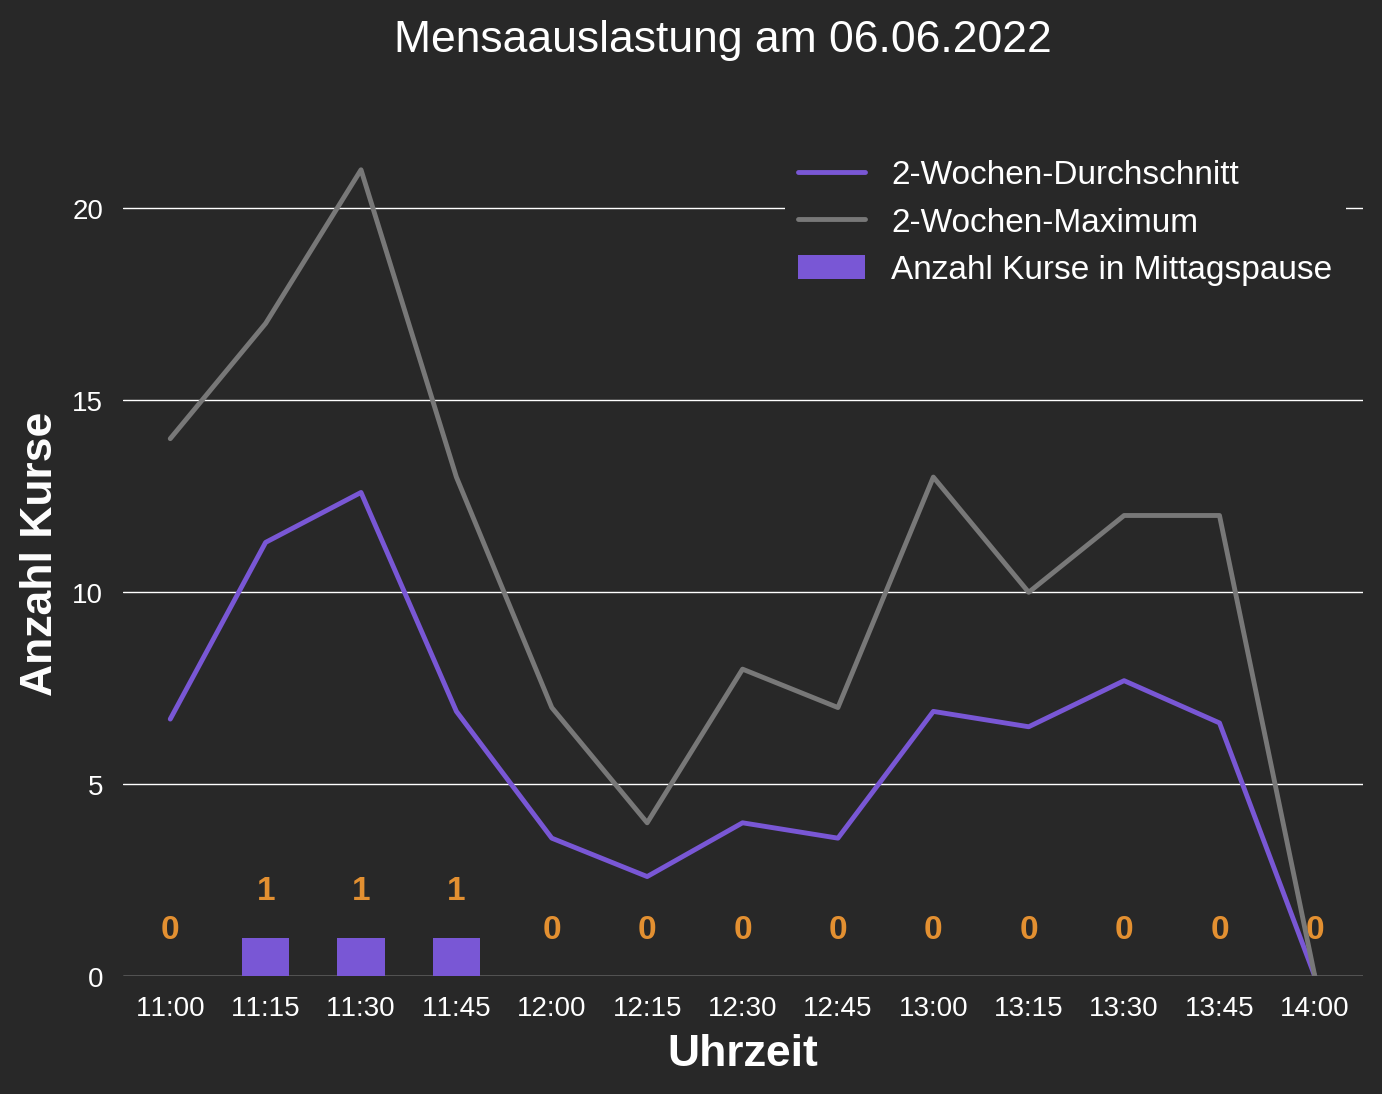 Mensaauslastung am 06.06.2022
2-Wochen-Durchschnitt
2-Wochen-Maximum
Anzahl Kurse in Mittagspause
Anzahl Kurse
20
15
10
5
0
0 1 1 1 0 0 0 0 0 0 0 0 0
11:00 11:15 11:30 11:45 12:00 12:15 12:30 12:45 13:00 13:15 13:30 13:45 14:00
Uhrzeit